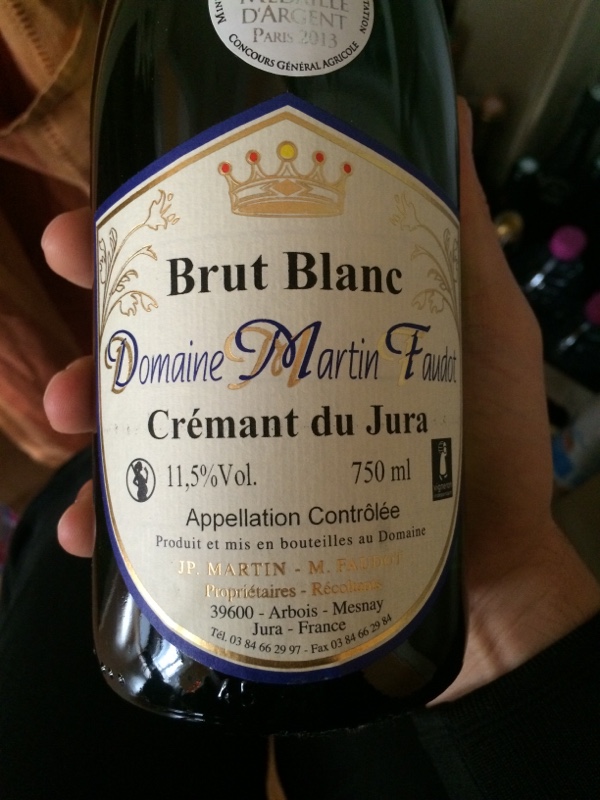 MÉDAILLE
D'ARGENT
PARIS 2013
CONCOURS GÉNÉRAL AGRICOLE
Brut Blanc
Domaine Martin Faudot
Crémant du Jura
11,5%Vol. 750 ml
Appellation Contrôlée
Produit et mis en bouteilles au Domaine
JP. MARTIN - M. FAUDOT
Propriétaires - Récoltants
39600 - Arbois - Mesnay
Jura - France
Tél. 03 84 66 29 97 - Fax 03 84 66 29 84